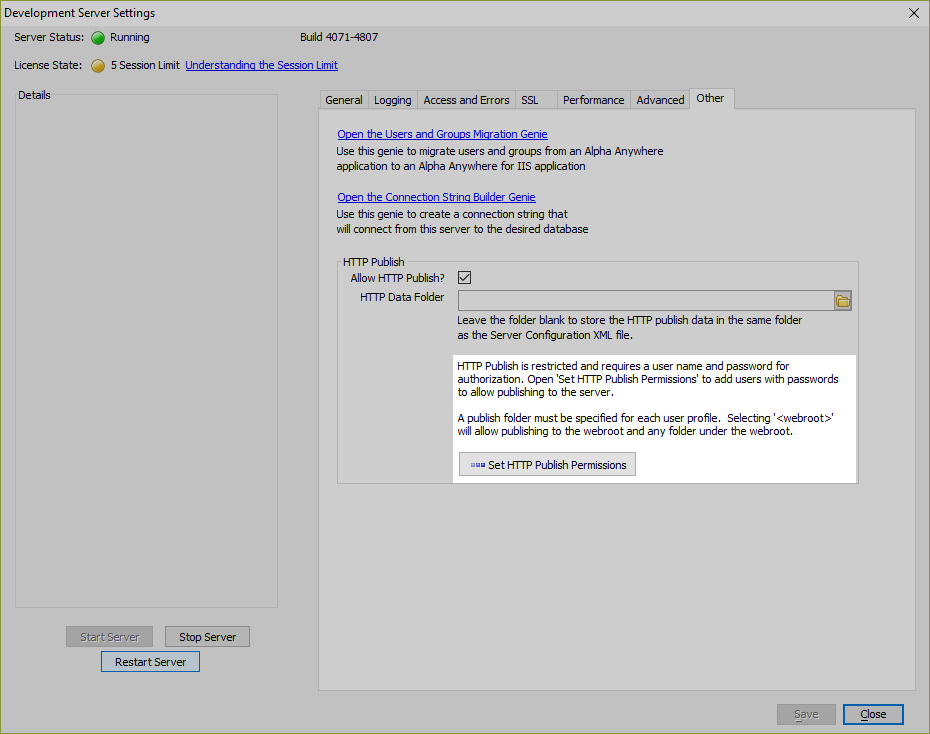 Development Server Settings
Server Status: Running
Build 4071-4807
License State: 5 Session Limit Understanding the Session Limit
Details
General Logging Access and Errors SSL Performance Advanced Other
Open the Users and Groups Migration Genie
Use this genie to migrate users and groups from an Alpha Anywhere
application to an Alpha Anywhere for IIS application
Open the Connection String Builder Genie
Use this genie to create a connection string that
will connect from this server to the desired database
HTTP Publish
Allow HTTP Publish?
HTTP Data Folder
Leave the folder blank to store the HTTP publish data in the same folder
as the Server Configuration XML file.
HTTP Publish is restricted and requires a user name and password for
authorization. Open 'Set HTTP Publish Permissions' to add users with passwords
to allow publishing to the server.
A publish folder must be specified for each user profile.  Selecting '<webroot>'
will allow publishing to the webroot and any folder under the webroot.
Set HTTP Publish Permissions
Start Server
Stop Server
Restart Server
Save
Close